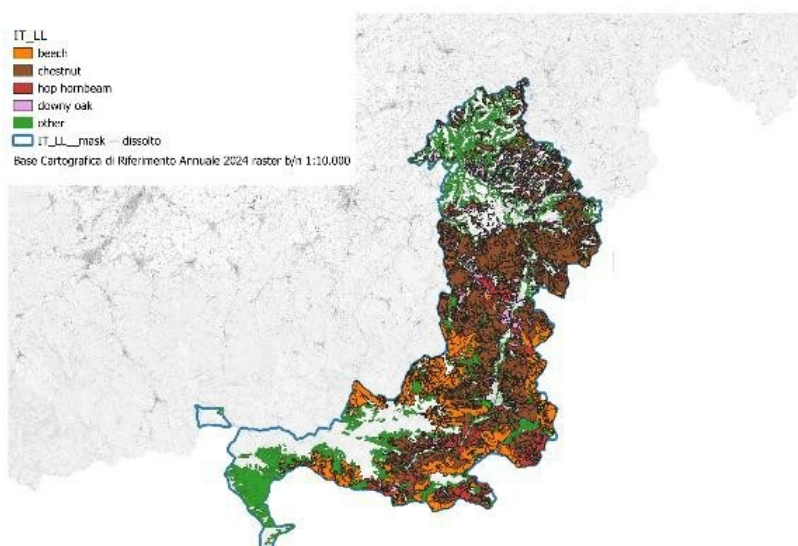 IT_LL
beech
chestnut
hop hornbeam
downy oak
other
IT_LL__mask — dissolto
Base Cartografica di Riferimento Annuale 2024 raster b/n 1:10.000